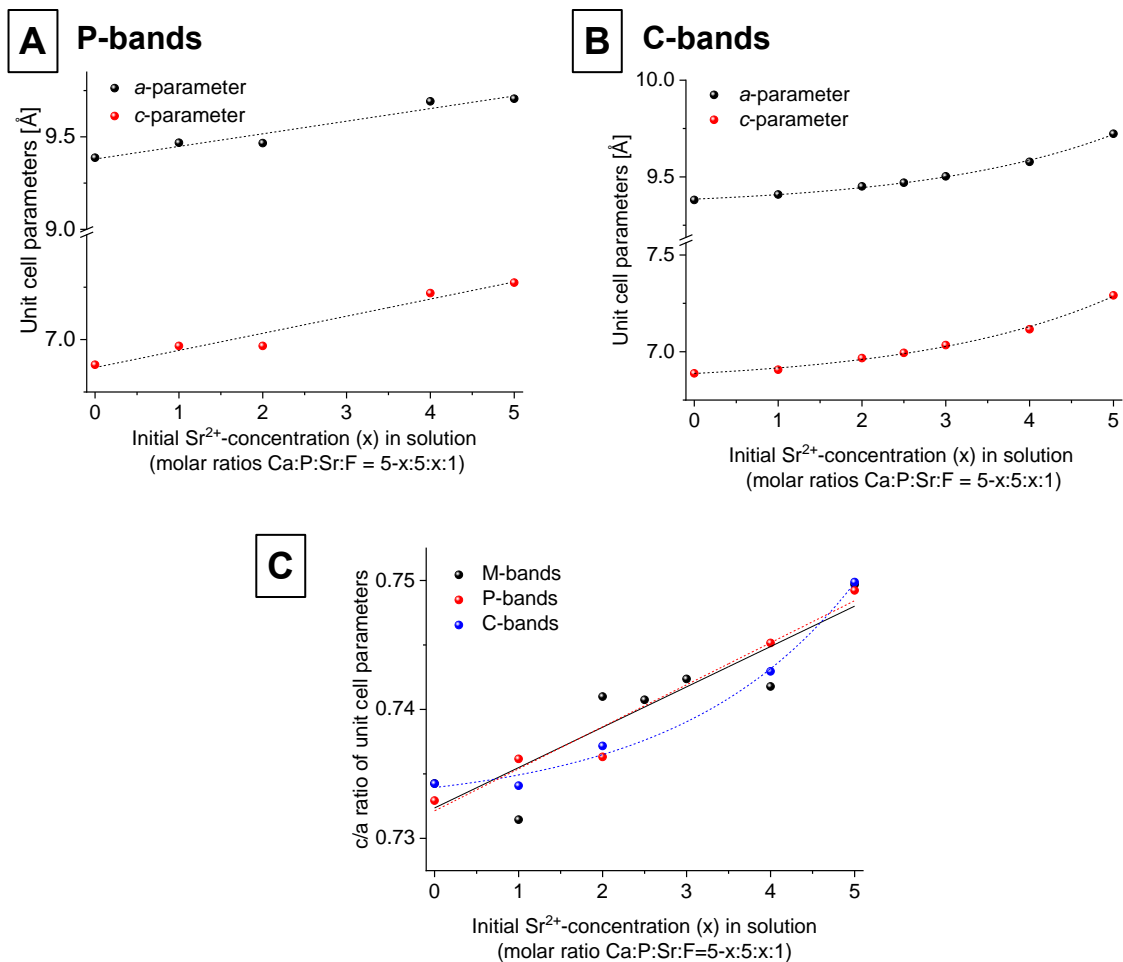 A P-bands
a-parameter
c-parameter
Unit cell parameters [Å]
9.5
9.0
7.0
0 1 2 3 4 5
Initial Sr²⁺-concentration (x) in solution
(molar ratios Ca:P:Sr:F = 5-x:5:x:1)
B C-bands
a-parameter
c-parameter
Unit cell parameters [Å]
10.0
9.5
7.5
7.0
0 1 2 3 4 5
Initial Sr²⁺-concentration (x) in solution
(molar ratios Ca:P:Sr:F = 5-x:5:x:1)
C
M-bands
P-bands
C-bands
c/a ratio of unit cell parameters
0.75
0.74
0.73
0 1 2 3 4 5
Initial Sr²⁺-concentration (x) in solution
(molar ratio Ca:P:Sr:F=5-x:5:x:1)